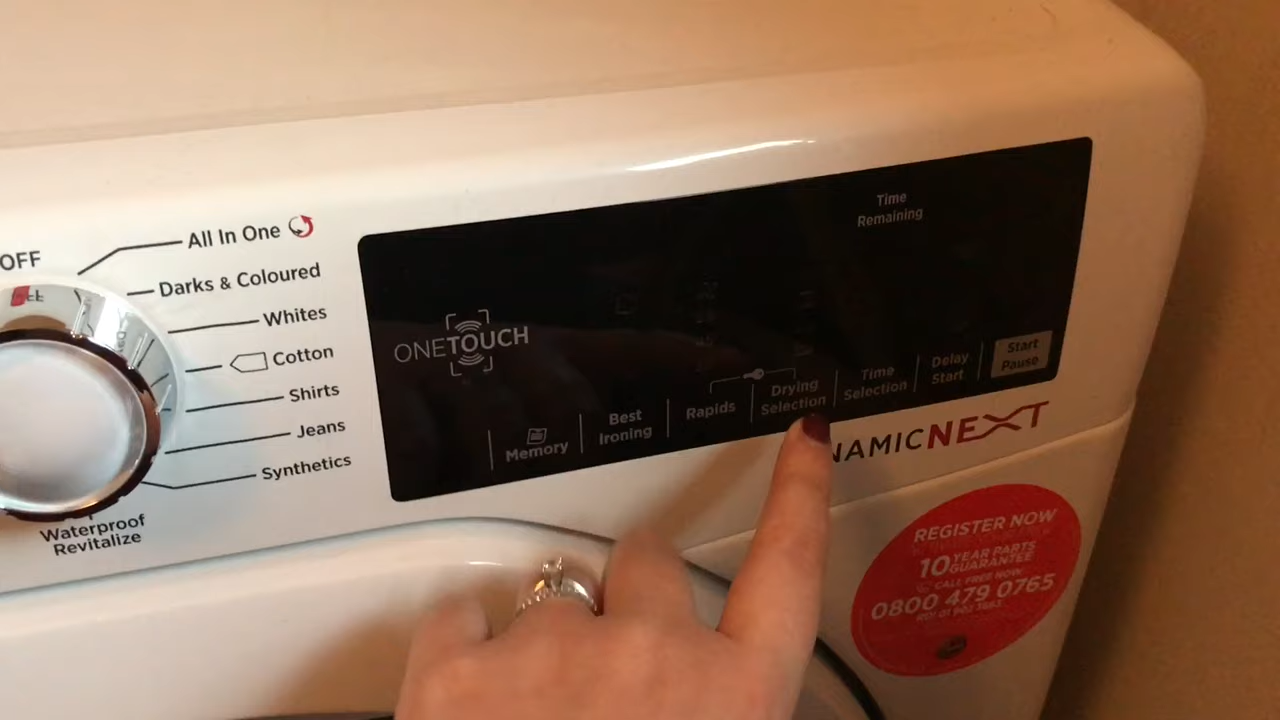 OFF
All In One
Darks & Coloured
Whites
Cotton
Shirts
Jeans
Synthetics
Waterproof
Revitalize
ONETOUCH
Time
Remaining
Memory
Best
Ironing
Rapids
Drying
Selection
Time
Selection
Delay
Start
Start
Pause
NAMICNEXT
REGISTER NOW
10 YEAR PARTS
GUARANTEE
CALL FREE NOW
0800 479 0765